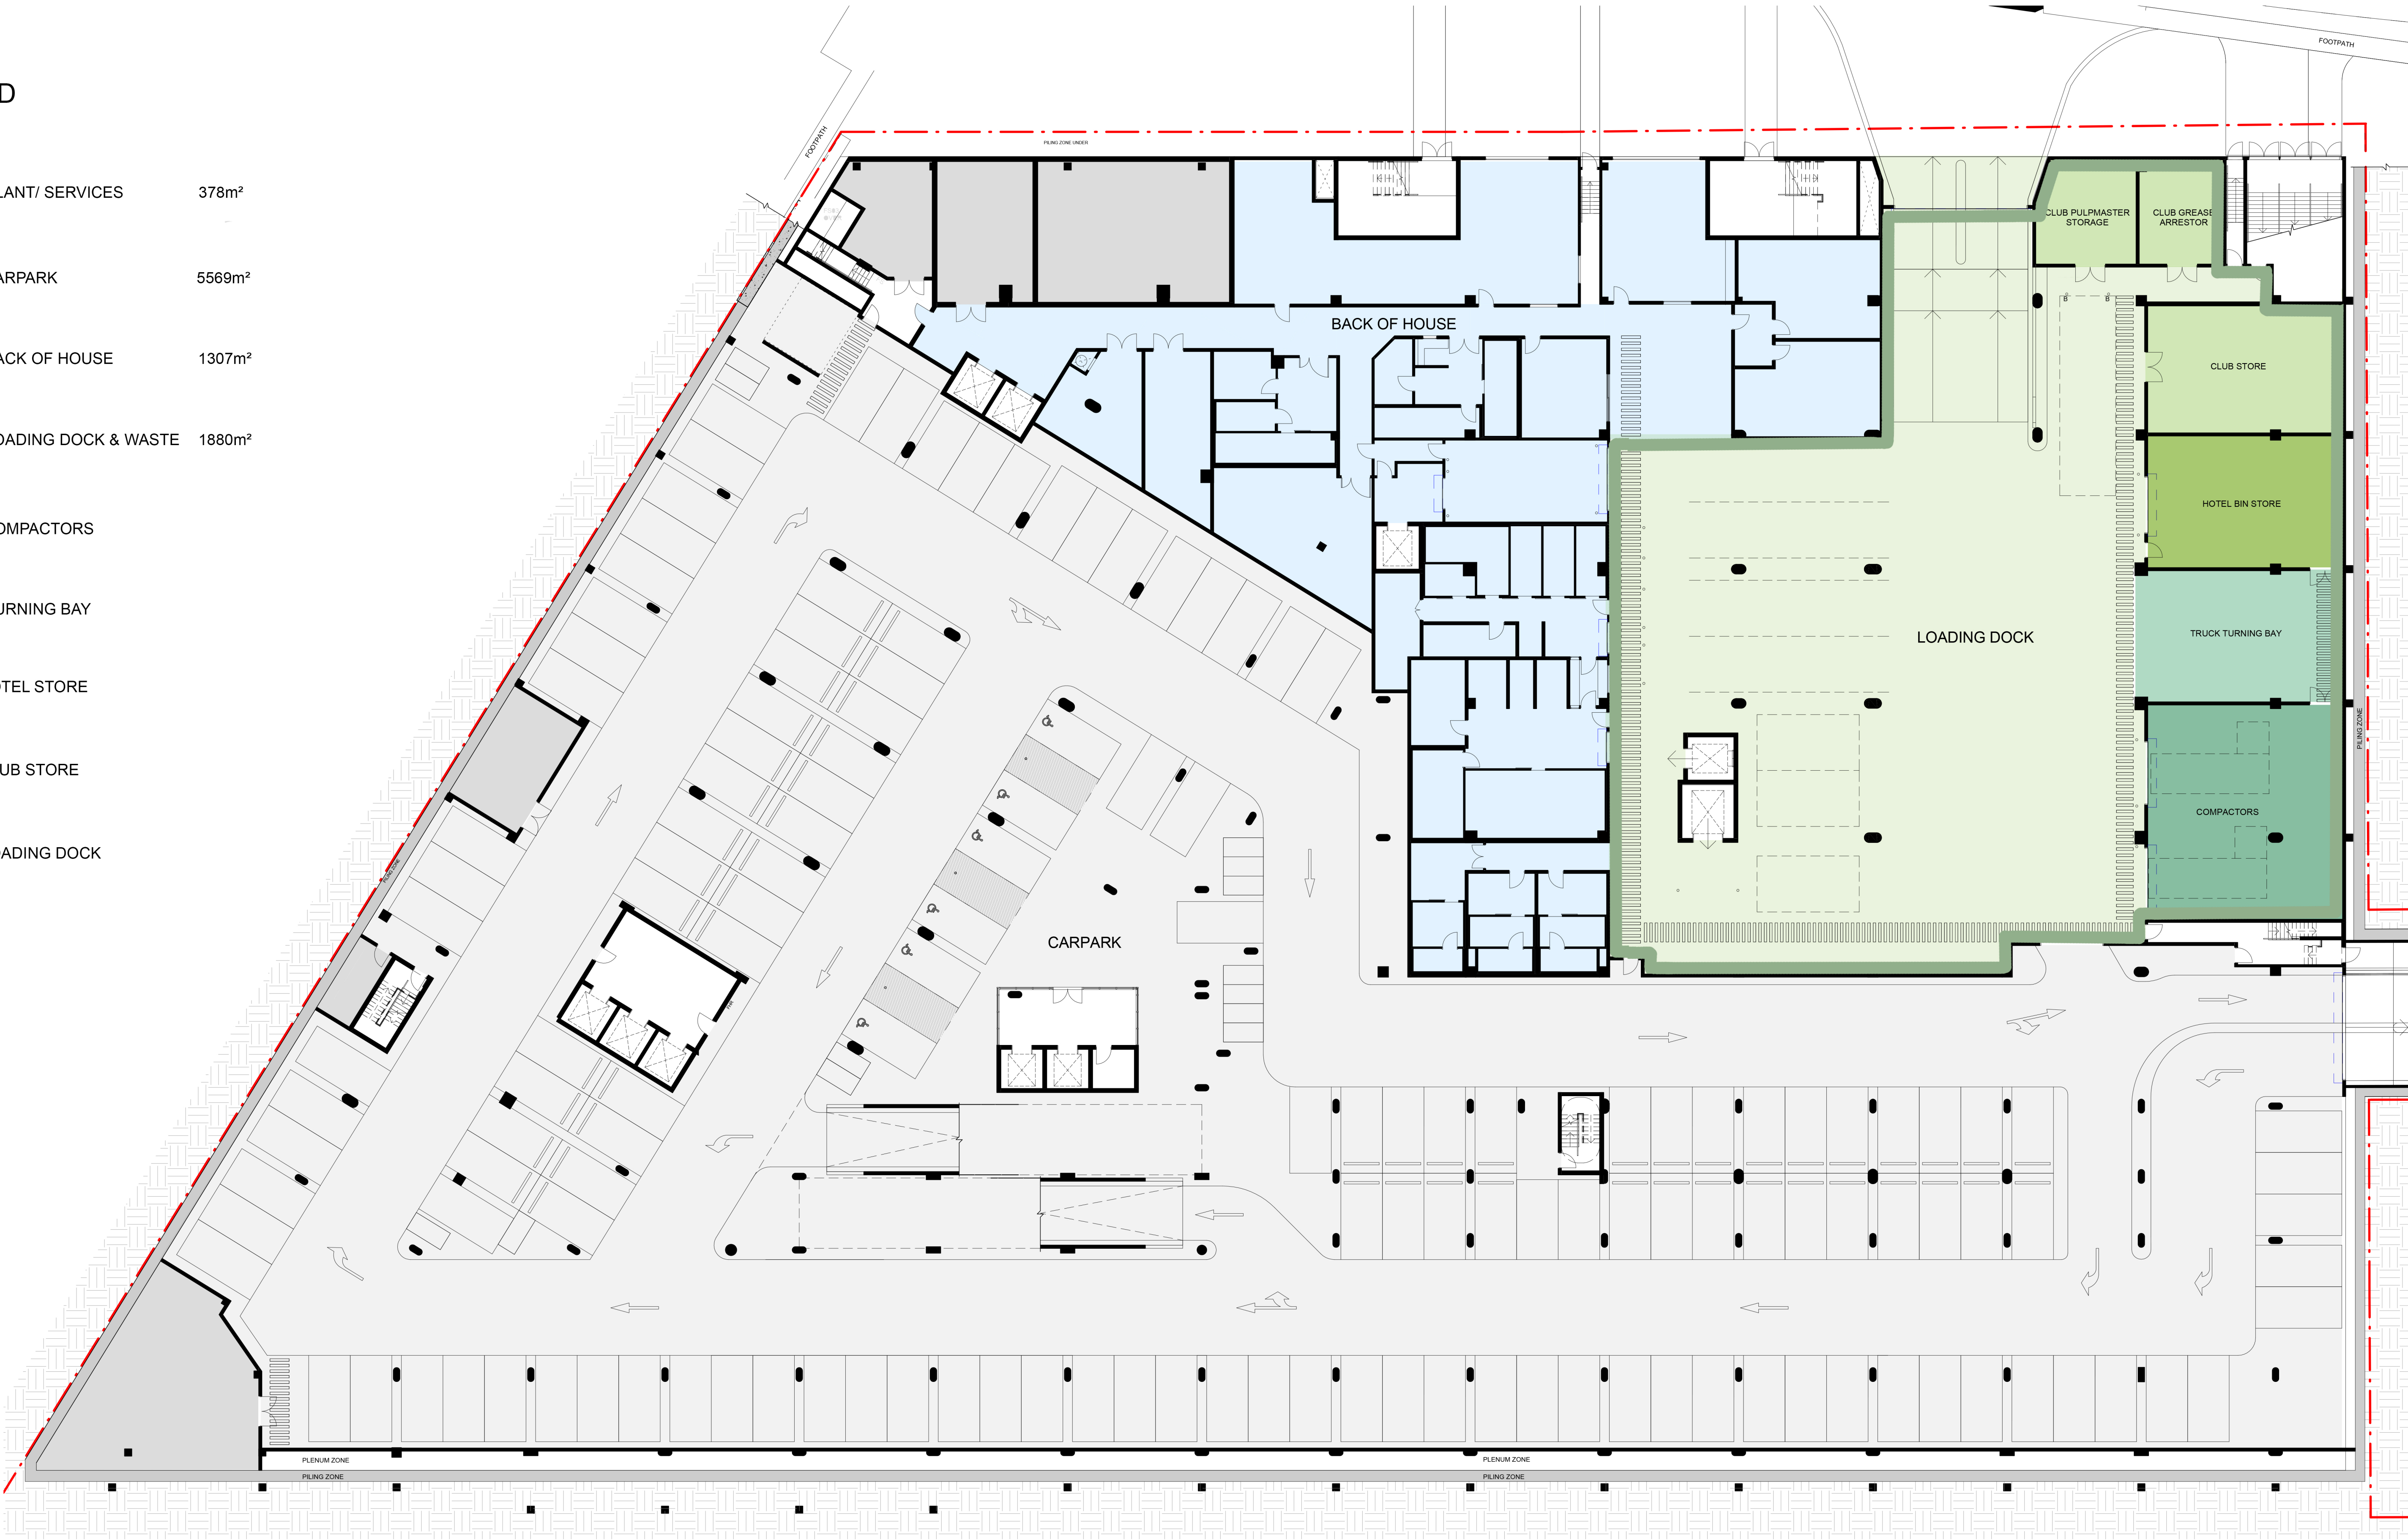 D
LANT/ SERVICES 378m²
ARPARK 5569m²
ACK OF HOUSE 1307m²
OADING DOCK & WASTE 1880m²
OMPACTORS
URNING BAY
OTEL STORE
UB STORE
ADING DOCK
FOOTPATH
FOOTPATH
PILING ZONE UNDER
CLUB PULPMASTER
STORAGE
CLUB GREASE
ARRESTOR
B
B
BACK OF HOUSE
CLUB STORE
HOTEL BIN STORE
TRUCK TURNING BAY
LOADING DOCK
PILING ZONE
COMPACTORS
PILING ZONE
CARPARK
PLENUM ZONE
PLENUM ZONE
PILING ZONE
PILING ZONE